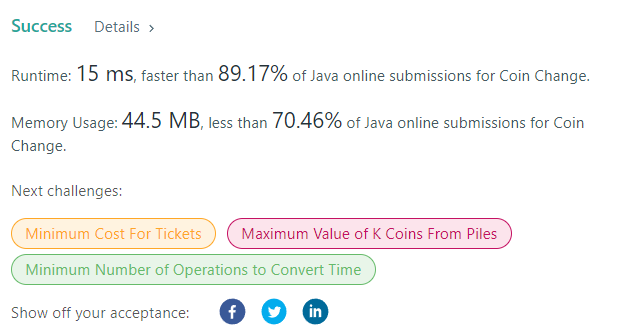 Success Details >
Runtime: 15 ms, faster than 89.17% of Java online submissions for Coin Change.
Memory Usage: 44.5 MB, less than 70.46% of Java online submissions for Coin
Change.
Next challenges:
Minimum Cost For Tickets Maximum Value of K Coins From Piles
Minimum Number of Operations to Convert Time
Show off your acceptance: f in